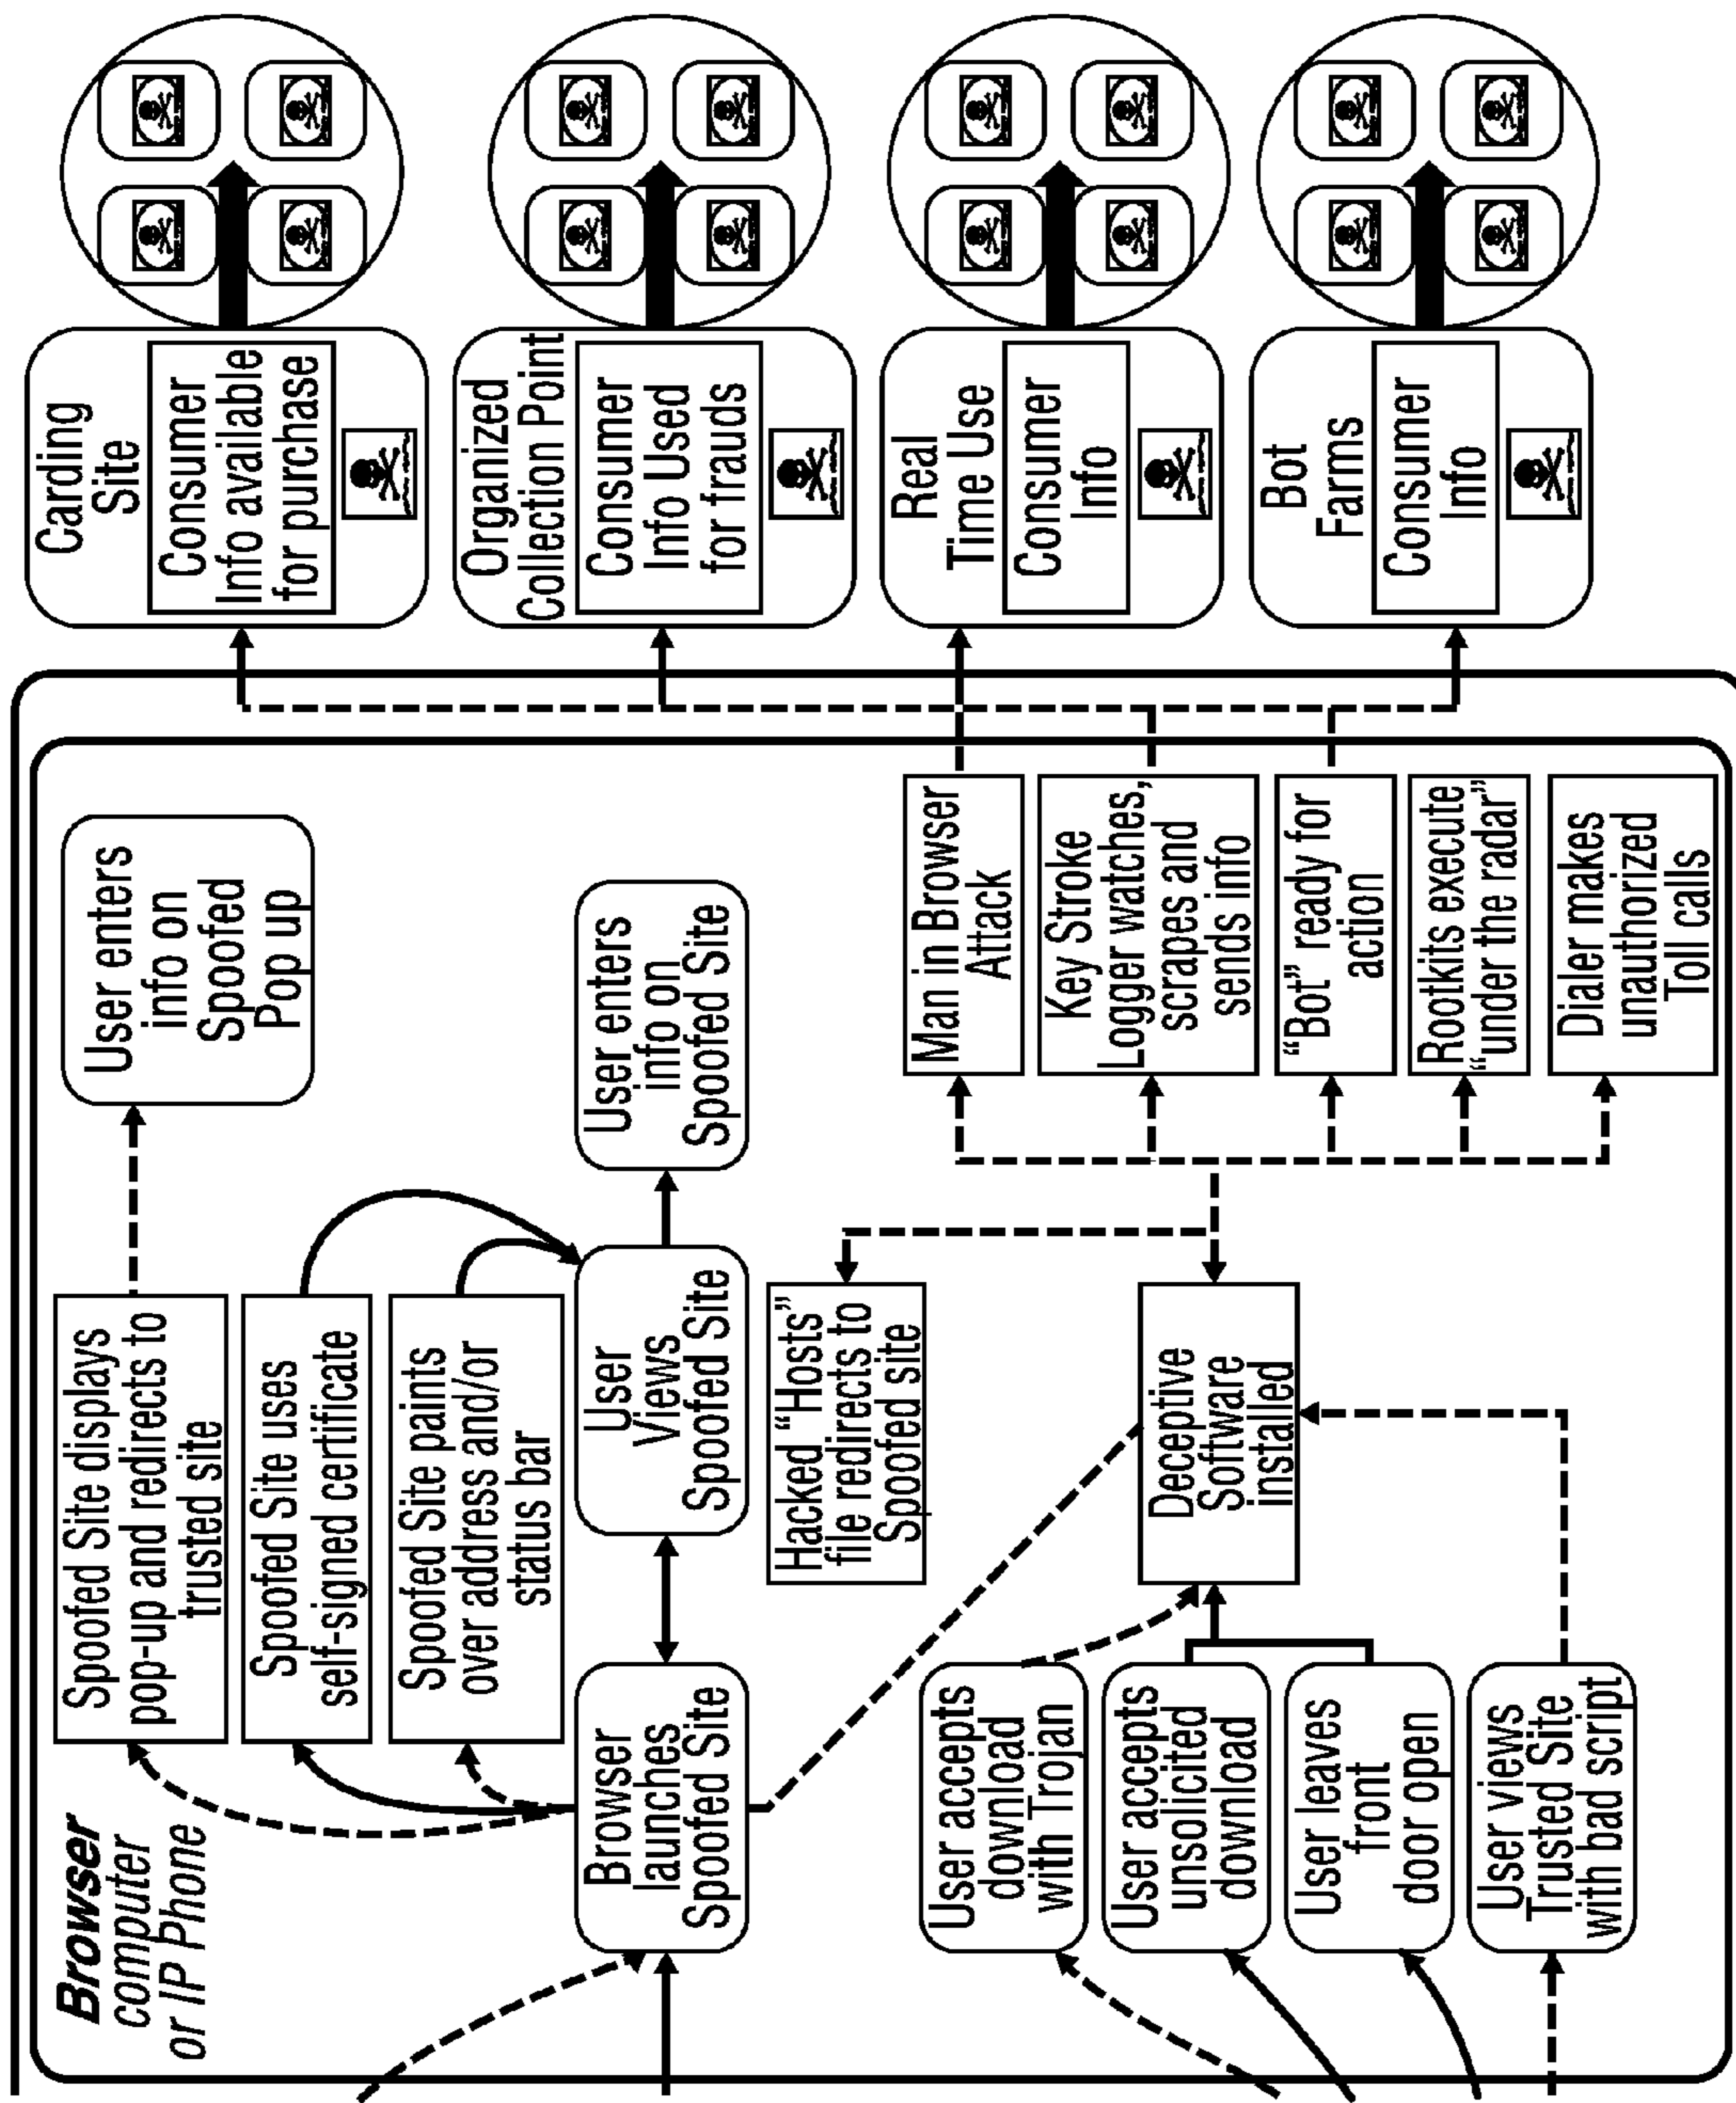 Browser
computer
or IP Phone
Spoofed Site displays
pop-up and redirects to
trusted site
User enters
info on
Spoofed
Pop up
Spoofed Site uses
self-signed certificate
Spoofed Site paints
over address and/or
status bar
Browser
launches
Spoofed Site
User
Views
Spoofed Site
User enters
info on
Spoofed Site
Hacked “Hosts”
file redirects to
Spoofed site
User accepts
download
with Trojan
User accepts
unsolicited
download
User leaves
front
door open
User views
Trusted Site
with bad script
Deceptive
Software
installed
Man in Browser
Attack
Key Stroke
Logger watches,
scrapes and
sends info
“Bot” ready for
action
Rootkits execute
“under the radar”
Dialer makes
unauthorized
Toll calls
Carding
Site
Consumer
Info available
for purchase
Organized
Collection Point
Consumer
Info Used
for frauds
Real
Time Use
Consumer
Info
Bot
Farms
Consumer
Info